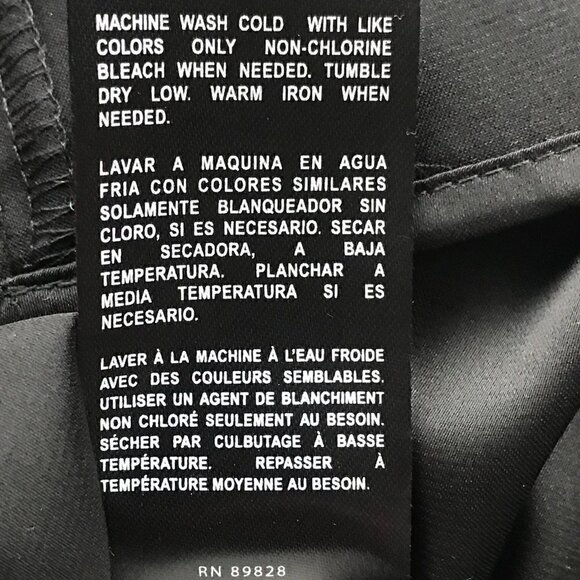 MACHINE WASH COLD WITH LIKE
COLORS ONLY NON-CHLORINE
BLEACH WHEN NEEDED. TUMBLE
DRY LOW. WARM IRON WHEN
NEEDED.
LAVAR A MAQUINA EN AGUA
FRIA CON COLORES SIMILARES
SOLAMENTE BLANQUEADOR SIN
CLORO, SI ES NECESARIO. SECAR
EN SECADORA, A BAJA
TEMPERATURA. PLANCHAR A
MEDIA TEMPERATURA SI ES
NECESARIO.
LAVER À LA MACHINE À L'EAU FROIDE
AVEC DES COULEURS SEMBLABLES.
UTILISER UN AGENT DE BLANCHIMENT
NON CHLORÉ SEULEMENT AU BESOIN.
SÉCHER PAR CULBUTAGE À BASSE
TEMPÉRATURE. REPASSER À
TEMPÉRATURE MOYENNE AU BESOIN.
RN 89828